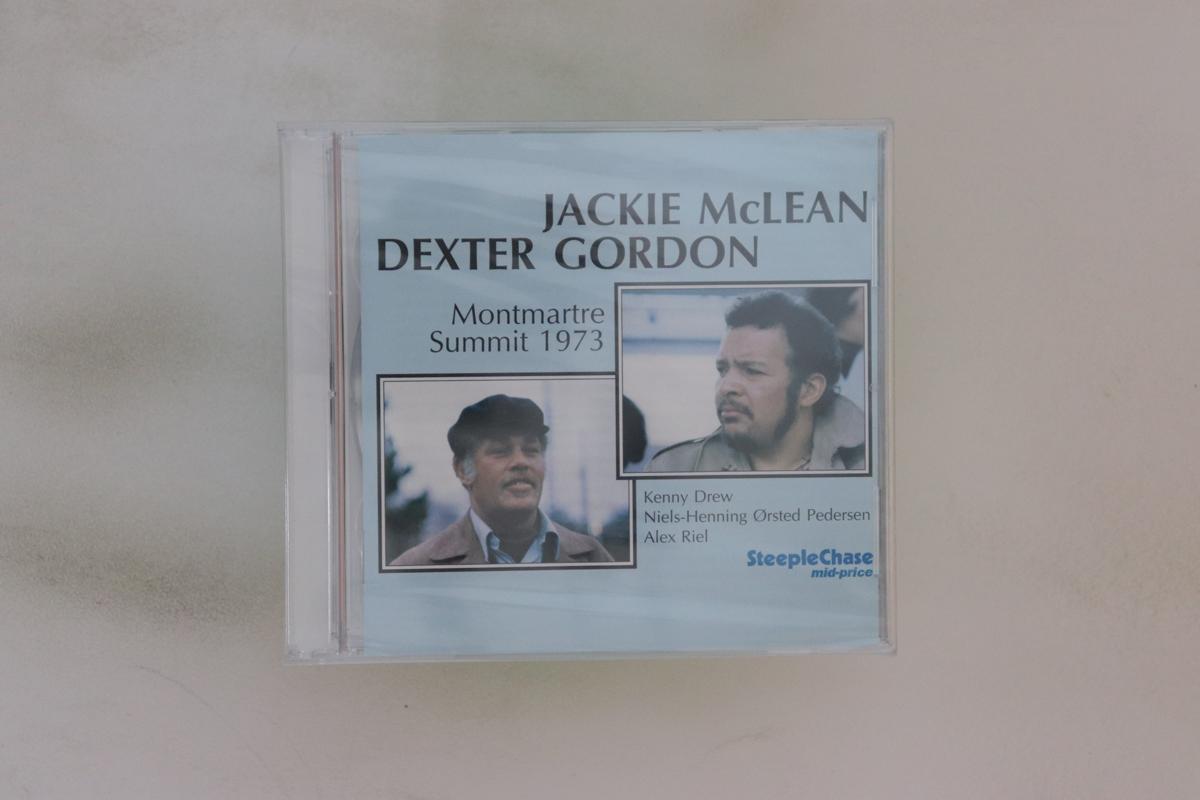 JACKIE McLEAN
DEXTER GORDON
Montmartre
Summit 1973
Kenny Drew
Niels-Henning Ørsted Pedersen
Alex Riel
SteepleChase
mid-price